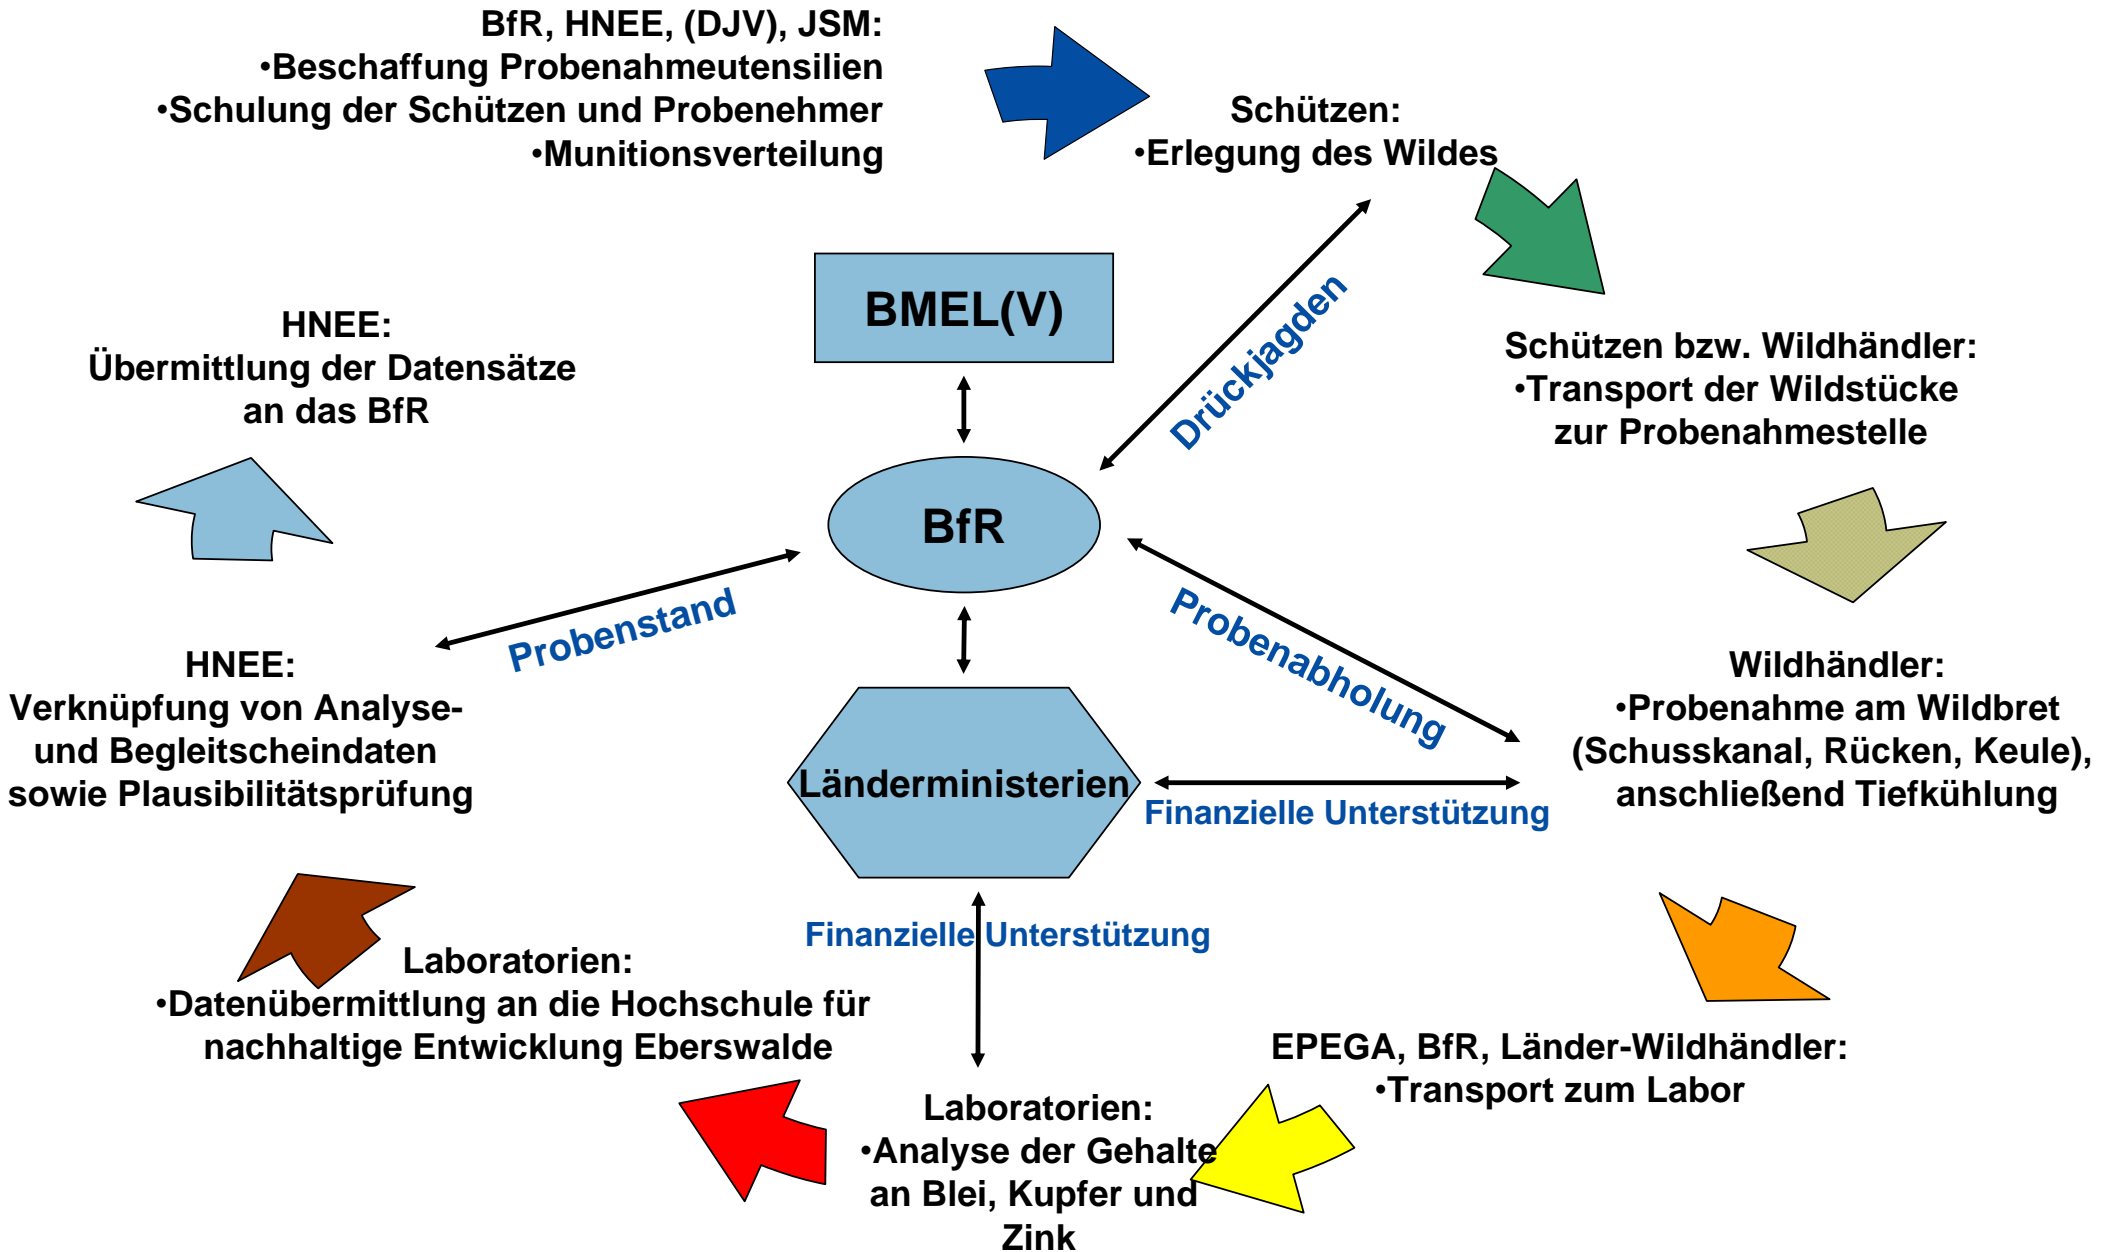 BfR, HNEE, (DJV), JSM:
•Beschaffung Probenahmeutensilien
•Schulung der Schützen und Probenehmer
•Munitionsverteilung
Schützen:
•Erlegung des Wildes
Schützen bzw. Wildhändler:
•Transport der Wildstücke
zur Probenahmestelle
Wildhändler:
•Probenahme am Wildbret
(Schusskanal, Rücken, Keule),
anschließend Tiefkühlung
EPEGA, BfR, Länder-Wildhändler:
•Transport zum Labor
Laboratorien:
•Analyse der Gehalte
an Blei, Kupfer und
Zink
Laboratorien:
•Datenübermittlung an die Hochschule für
nachhaltige Entwicklung Eberswalde
HNEE:
Verknüpfung von Analyse-
und Begleitscheindaten
sowie Plausibilitätsprüfung
HNEE:
Übermittlung der Datensätze
an das BfR
BMEL(V)
BfR
Länderministerien
Drückjagden
Probenstand
Probenabholung
Finanzielle Unterstützung
Finanzielle Unterstützung